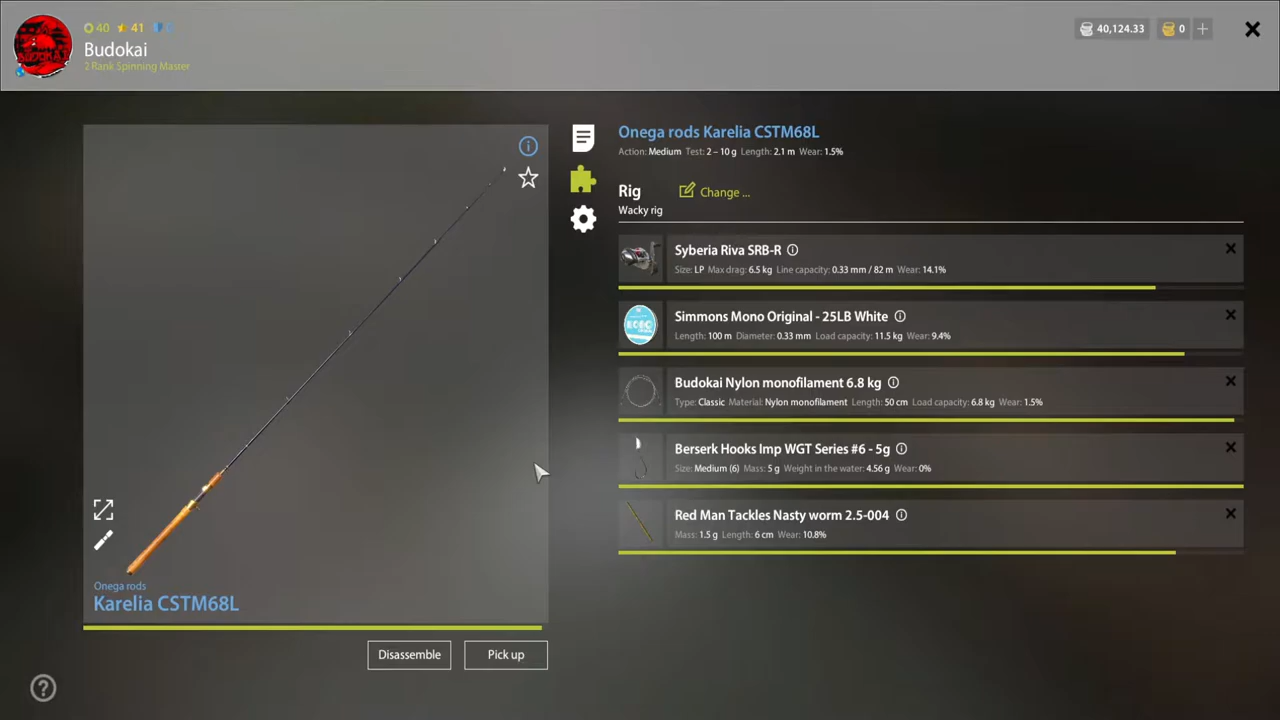 40 41 0
Budokai
2 Rank Spinning Master
40,124.33 0
Onega rods Karelia CSTM68L
Action: Medium Test: 2 – 10 g Length: 2.1 m Wear: 1.5%
Rig Change ...
Wacky rig
Syberia Riva SRB-R
Size: LP Max drag: 6.5 kg Line capacity: 0.33 mm / 82 m Wear: 14.1%
Simmons Mono Original - 25LB White
Length: 100 m Diameter: 0.33 mm Load capacity: 11.5 kg Wear: 9.4%
Budokai Nylon monofilament 6.8 kg
Type: Classic Material: Nylon monofilament Length: 50 cm Load capacity: 6.8 kg Wear: 1.5%
Berserk Hooks Imp WGT Series #6 - 5g
Size: Medium (6) Mass: 5 g Weight in the water: 4.56 g Wear: 0%
Red Man Tackles Nasty worm 2.5-004
Mass: 1.5 g Length: 6 cm Wear: 10.8%
Onega rods
Karelia CSTM68L
Disassemble Pick up